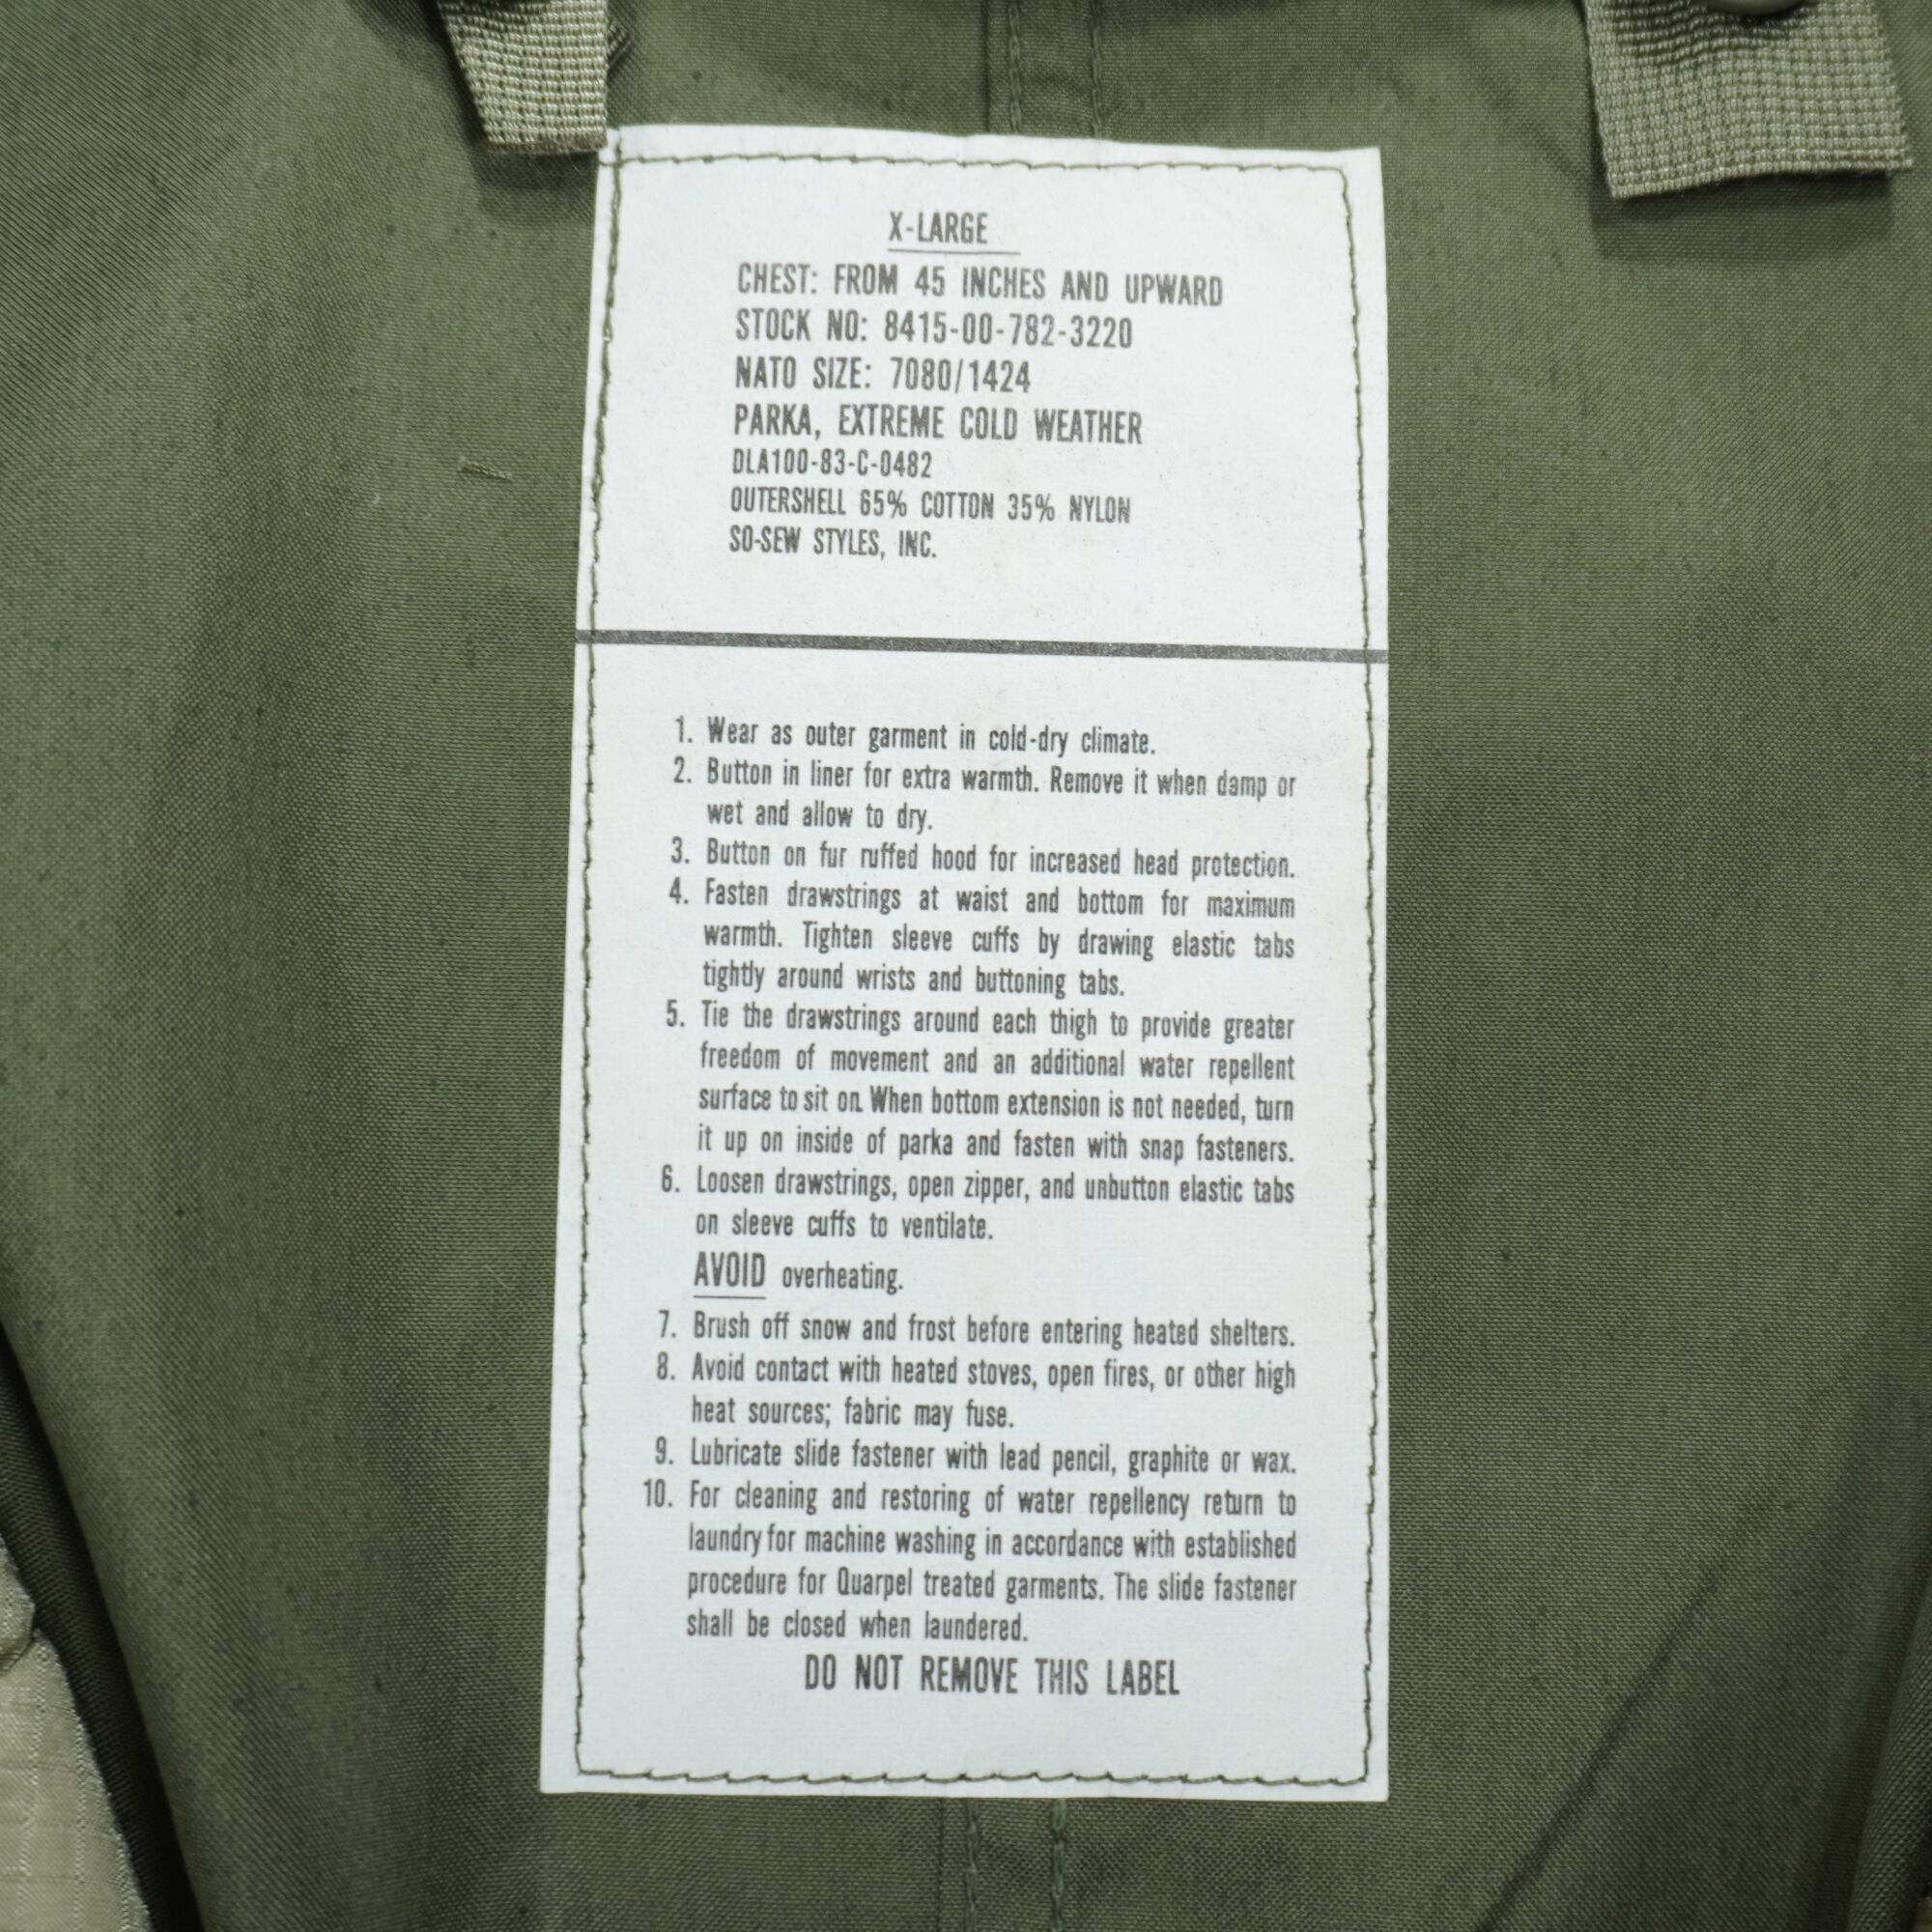 X-LARGE
CHEST: FROM 45 INCHES AND UPWARD
STOCK NO: 8415-00-782-3220
NATO SIZE: 7080/1424
PARKA, EXTREME COLD WEATHER
DLA100-83-C-0482
OUTERSHELL 65% COTTON 35% NYLON
SO-SEW STYLES, INC.
1. Wear as outer garment in cold-dry climate.
2. Button in liner for extra warmth. Remove it when damp or
wet and allow to dry.
3. Button on fur ruffed hood for increased head protection.
4. Fasten drawstrings at waist and bottom for maximum
warmth. Tighten sleeve cuffs by drawing elastic tabs
tightly around wrists and buttoning tabs.
5. Tie the drawstrings around each thigh to provide greater
freedom of movement and an additional water repellent
surface to sit on. When bottom extension is not needed, turn
it up on inside of parka and fasten with snap fasteners.
6. Loosen drawstrings, open zipper, and unbutton elastic tabs
on sleeve cuffs to ventilate.
AVOID overheating.
7. Brush off snow and frost before entering heated shelters.
8. Avoid contact with heated stoves, open fires, or other high
heat sources; fabric may fuse.
9. Lubricate slide fastener with lead pencil, graphite or wax.
10. For cleaning and restoring of water repellency return to
laundry for machine washing in accordance with established
procedure for Quarpel treated garments. The slide fastener
shall be closed when laundered.
DO NOT REMOVE THIS LABEL